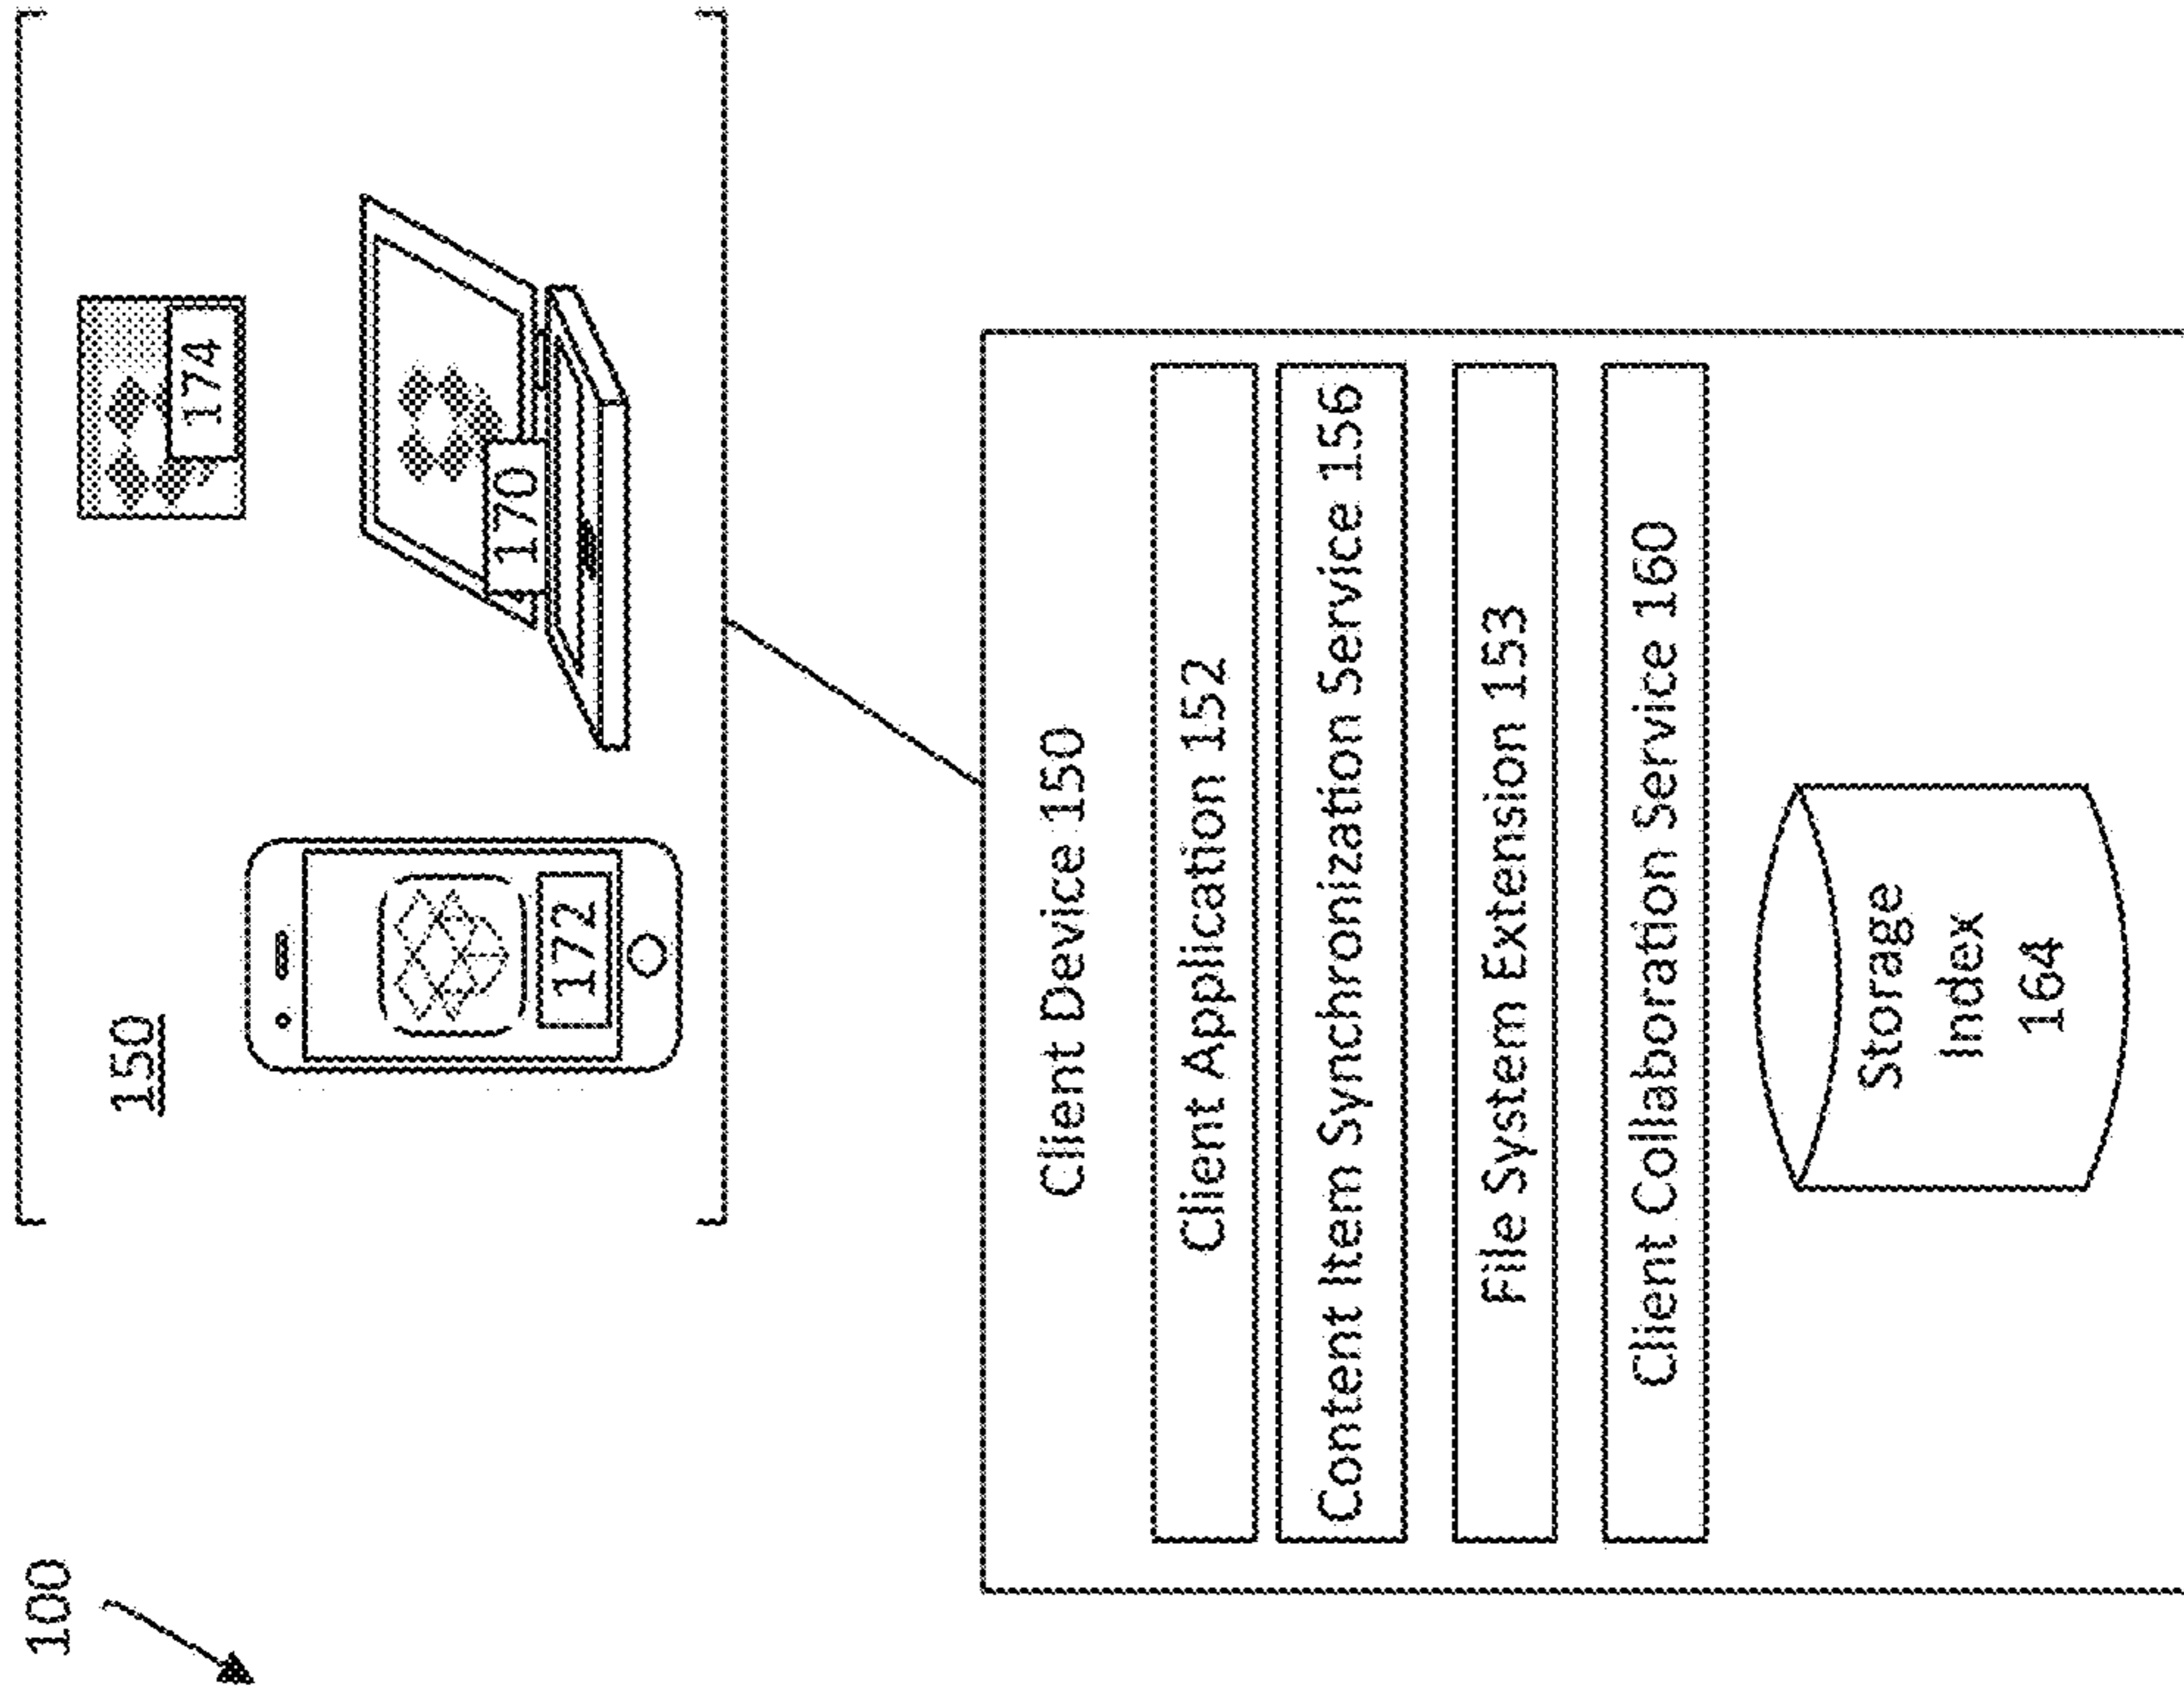 100
150
172
170
174
Client Device 150
Client Application 152
Content Item Synchronization Service 156
File System Extension 153
Client Collaboration Service 160
Storage
Index
164